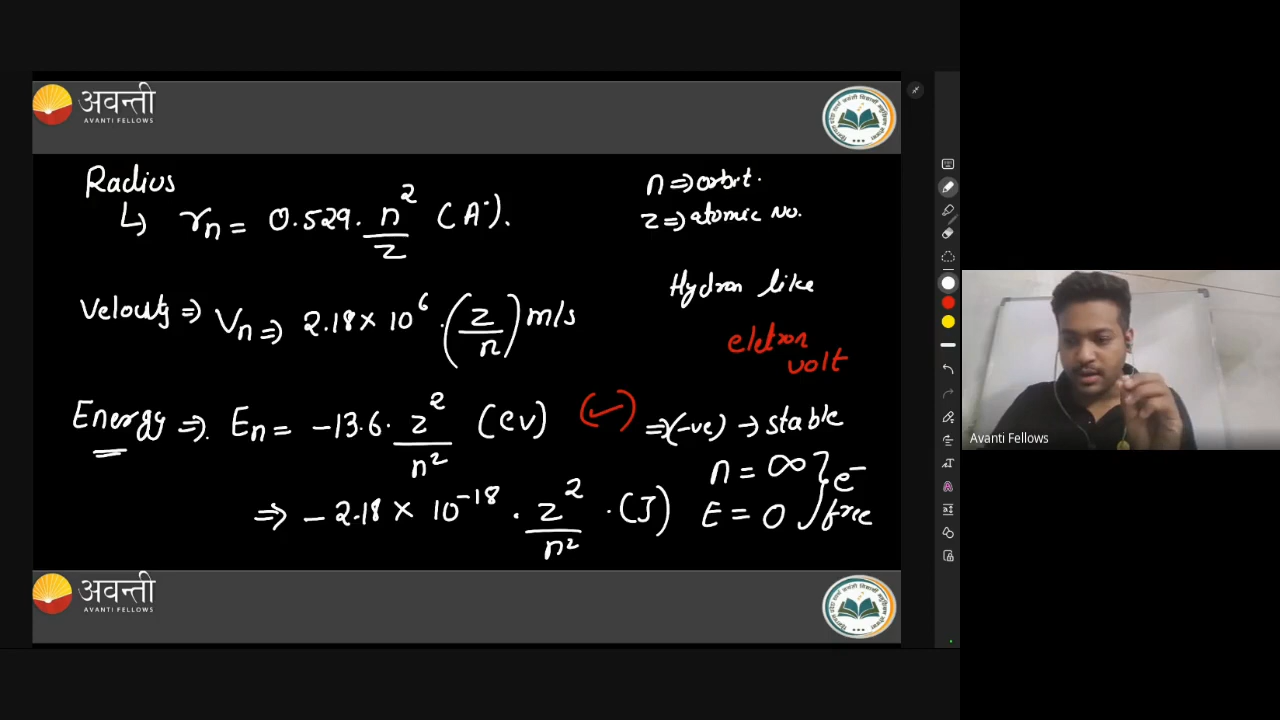 अवन्ती
AVANTI FELLOWS
Radius
↳ rₙ = 0.529 . n²/z (A°).
n ⇒ orbit.
z ⇒ atomic No.
Hydron like
Velocity ⇒ Vₙ ⇒ 2.18 × 10⁶ . (z/n) m/s
eletron
volt
Energy ⇒ Eₙ = -13.6 . z²/n² (ev) (✓) ⇒ (-ve) → stable
n = ∞ } e⁻
⇒ - 2.18 × 10⁻¹⁸ . z²/n² . (J) E = 0 } free
Avanti Fellows
अवन्ती
AVANTI FELLOWS